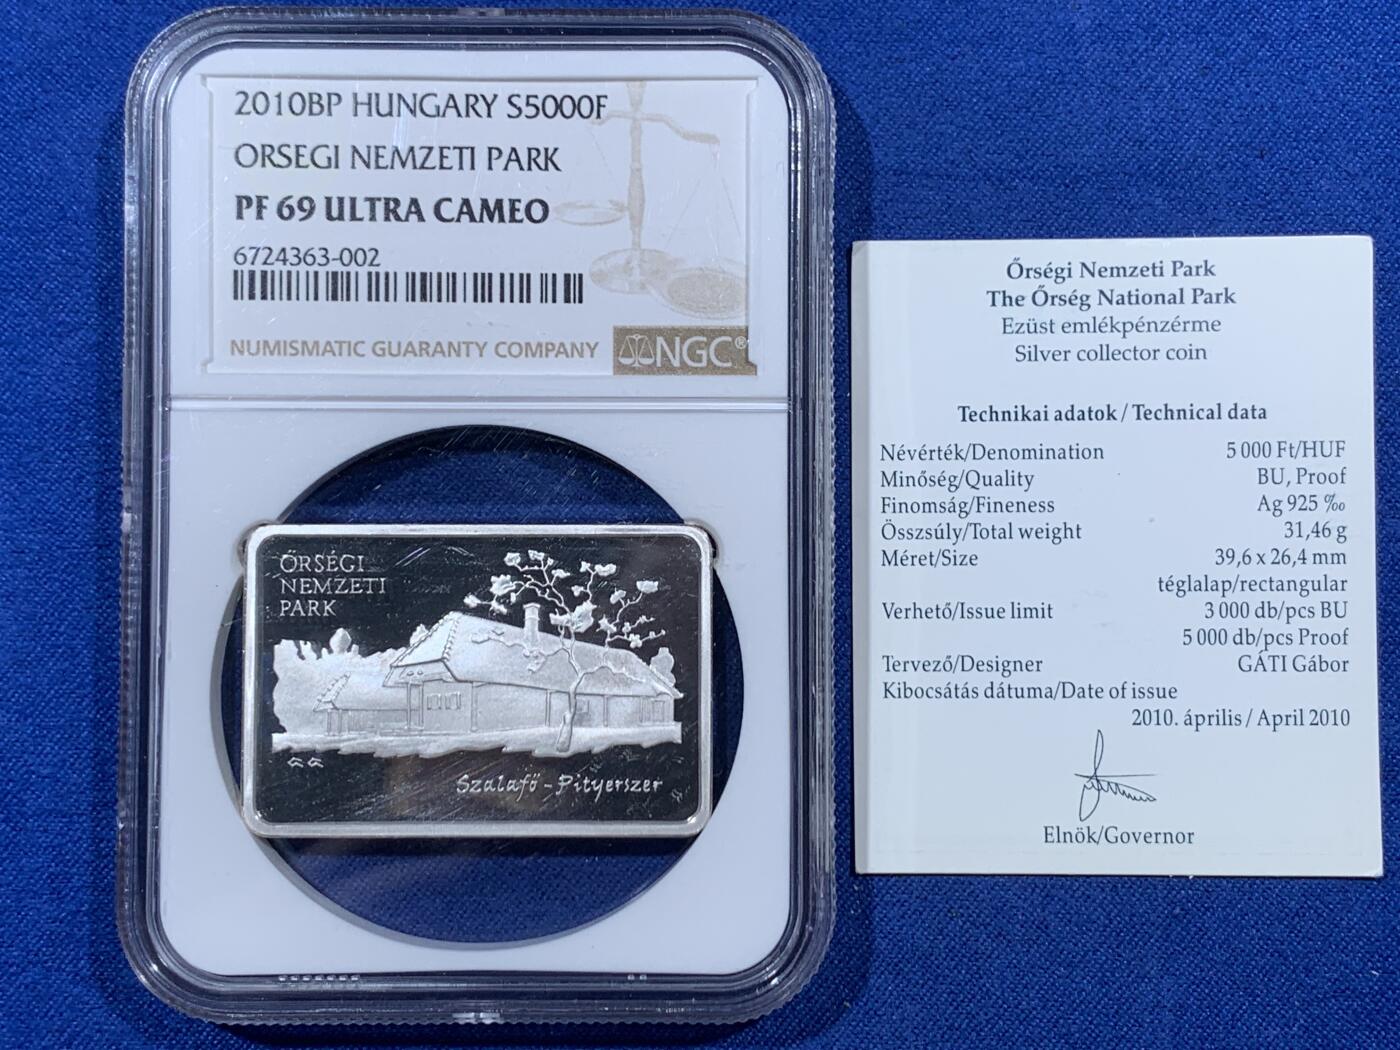 2010BP HUNGARY S5000F
ORSEGI NEMZETI PARK
PF 69 ULTRA CAMEO
6724363-002
NUMISMATIC GUARANTY COMPANY
NGC®
ŐRSÉGI
NEMZETI
PARK
Szalafő - Pityerszer
Őrségi Nemzeti Park
The Őrség National Park
Ezüst emlékpénzérme
Silver collector coin
Technikai adatok / Technical data
Névérték/Denomination 5 000 Ft/HUF
Minőség/Quality BU, Proof
Finomság/Fineness Ag 925 ‰
Összsúly/Total weight 31,46 g
Méret/Size 39,6 x 26,4 mm
téglalap/rectangular
Verhető/Issue limit 3 000 db/pcs BU
5 000 db/pcs Proof
Tervező/Designer GÁTI Gábor
Kibocsátás dátuma/Date of issue
2010. április / April 2010
Elnök/Governor